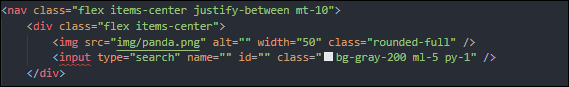 <nav class="flex items-center justify-between mt-10">
<div class="flex items-center">
<img src="img/panda.png" alt="" width="50" class="rounded-full" />
<input type="search" name="" id="" class="bg-gray-200 ml-5 py-1" />
</div>